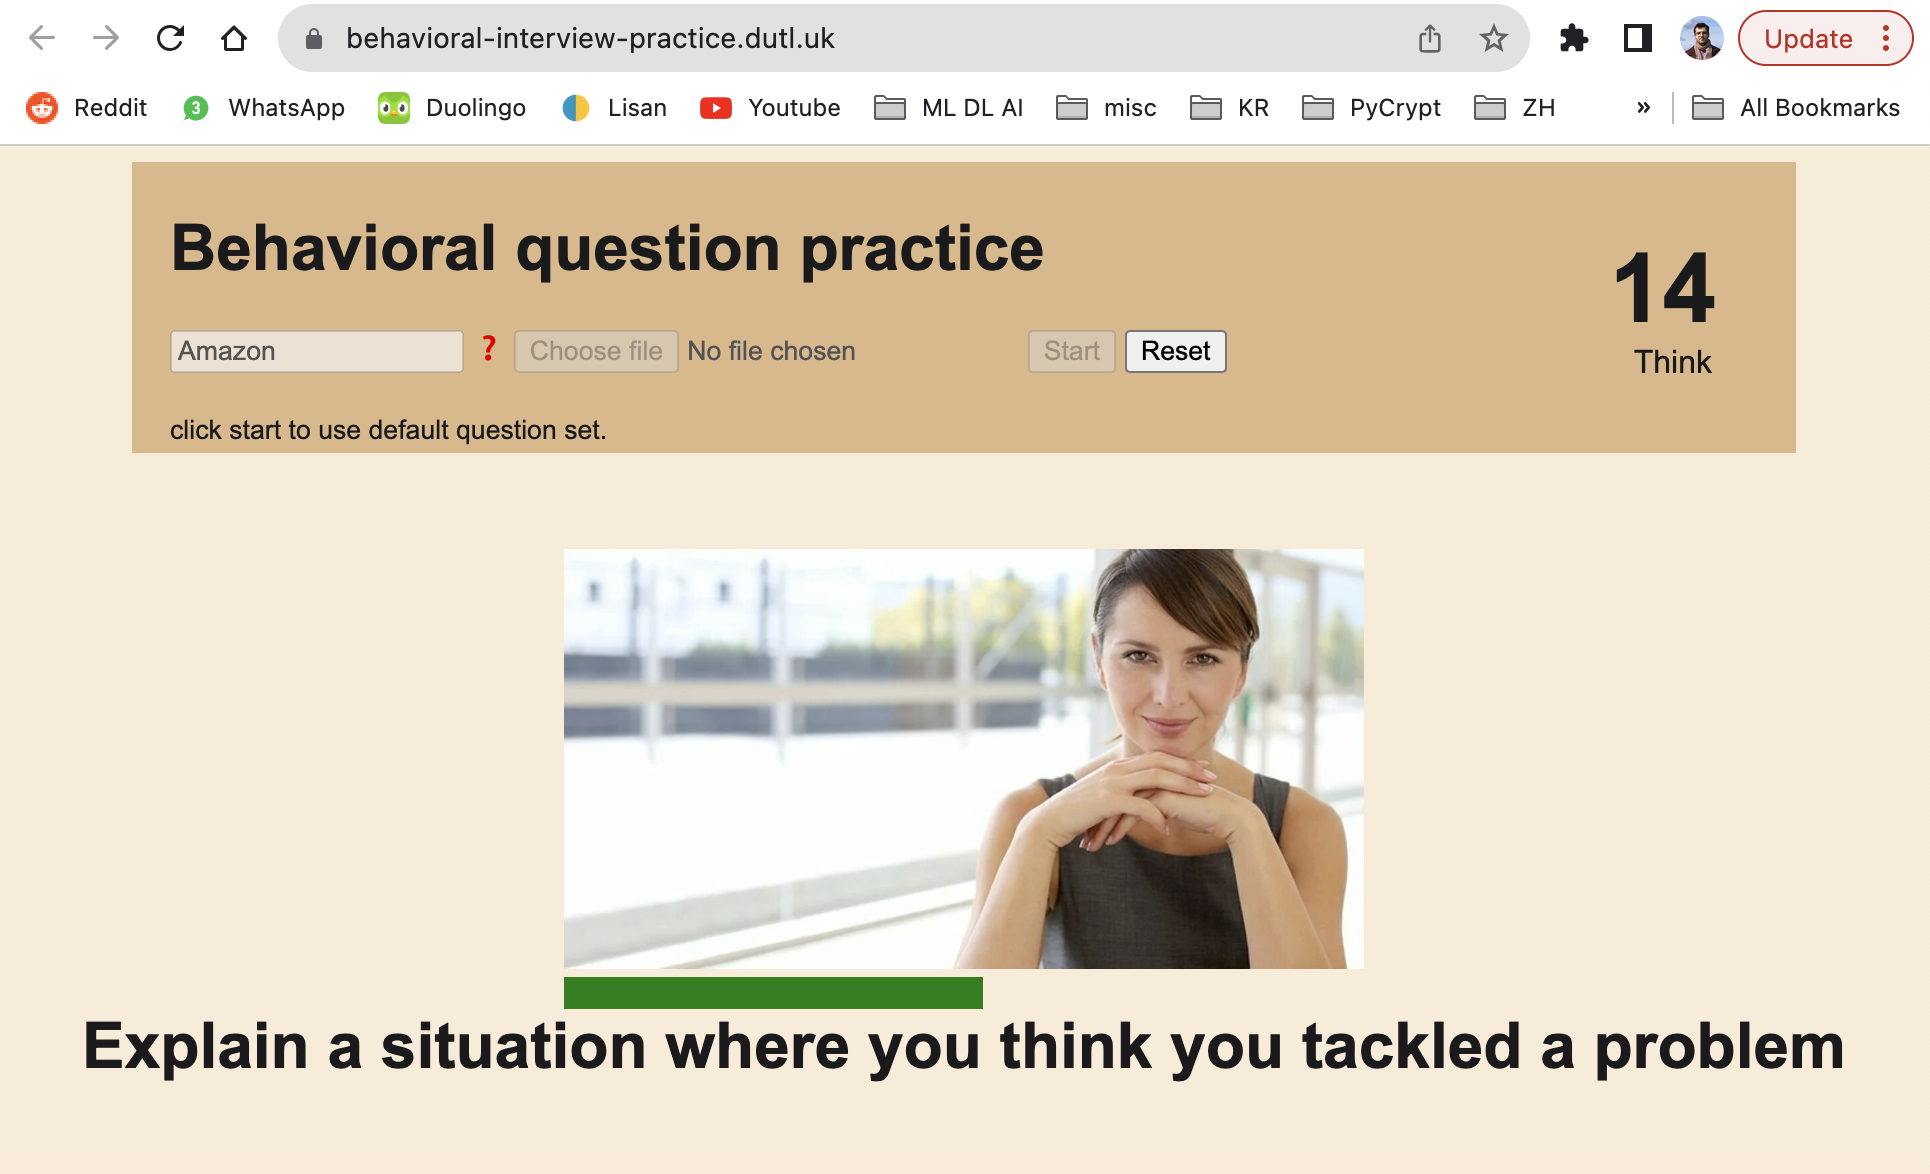 behavioral-interview-practice.dutl.uk
Update
Reddit
3
WhatsApp
Duolingo
Lisan
Youtube
ML DL AI
misc
KR
PyCrypt
ZH
»
All Bookmarks
Behavioral question practice
14
Think
Amazon
?
Choose file
No file chosen
Start
Reset
click start to use default question set.
Explain a situation where you think you tackled a problem